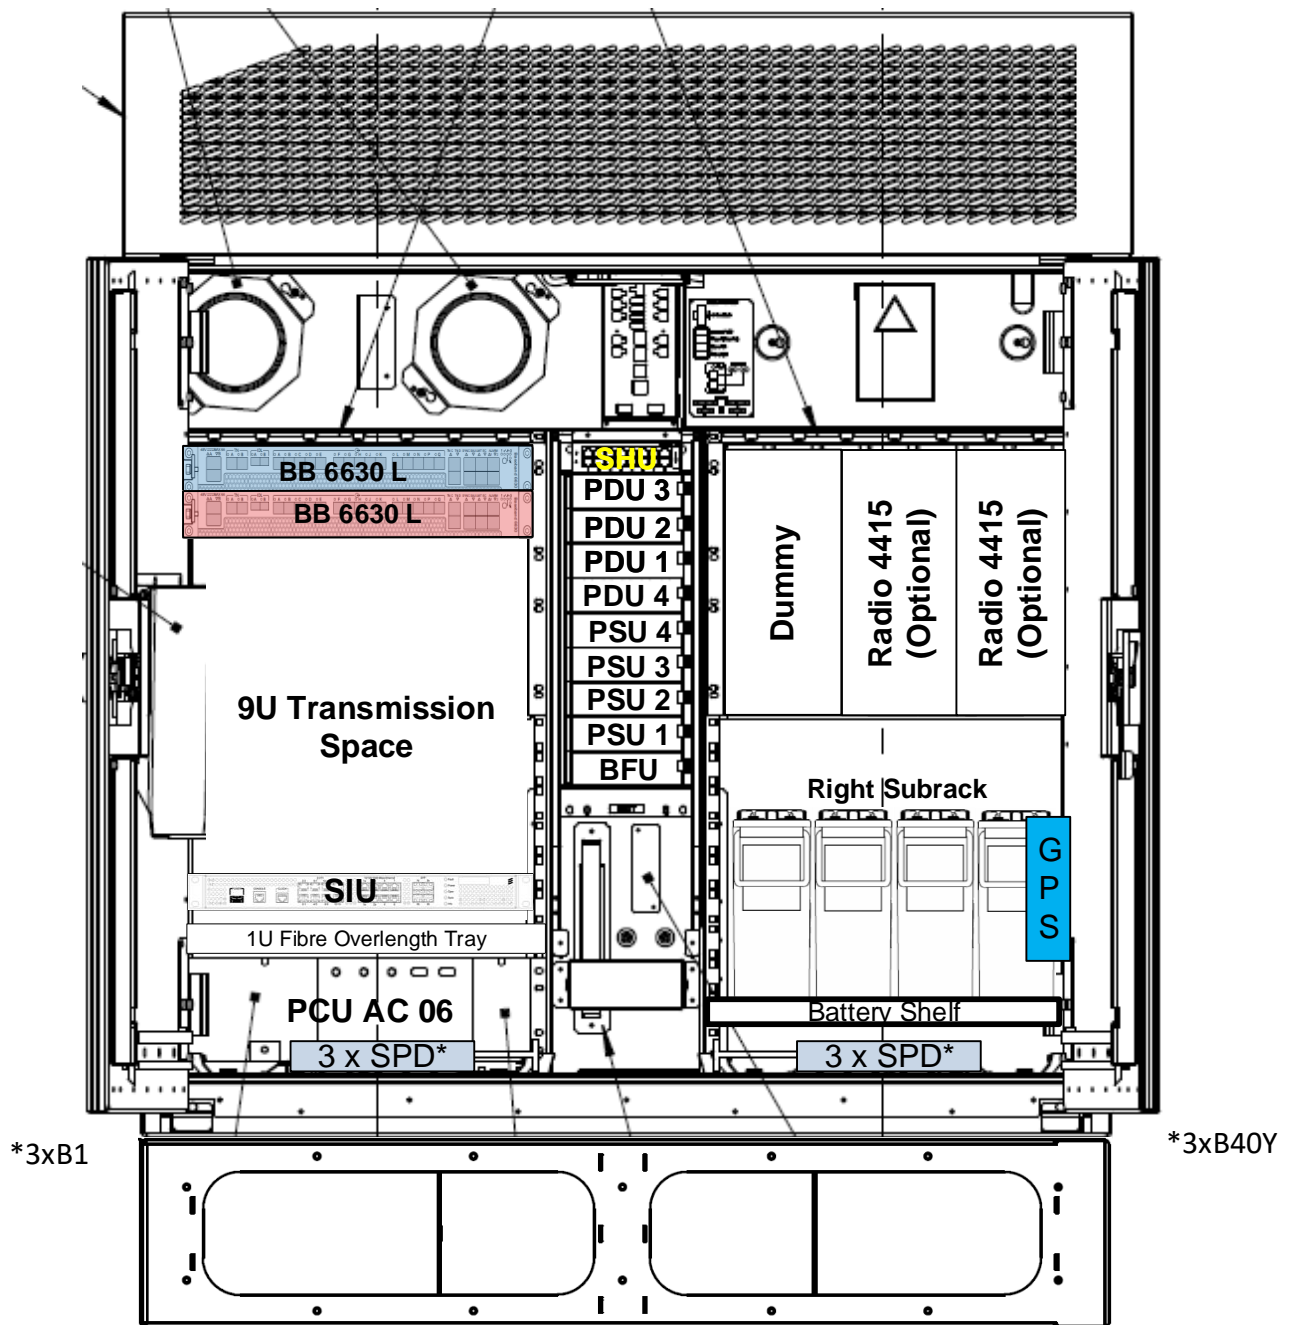 BB 6630 L
BB 6630 L
9U Transmission
Space
SIU
1U Fibre Overlength Tray
PCU AC 06
3 x SPD*
SHU
PDU 3
PDU 2
PDU 1
PDU 4
PSU 4
PSU 3
PSU 2
PSU 1
BFU
Dummy
Radio 4415
(Optional)
Radio 4415
(Optional)
Right Subrack
GPS
Battery Shelf
3 x SPD*
*3xB1
*3xB40Y